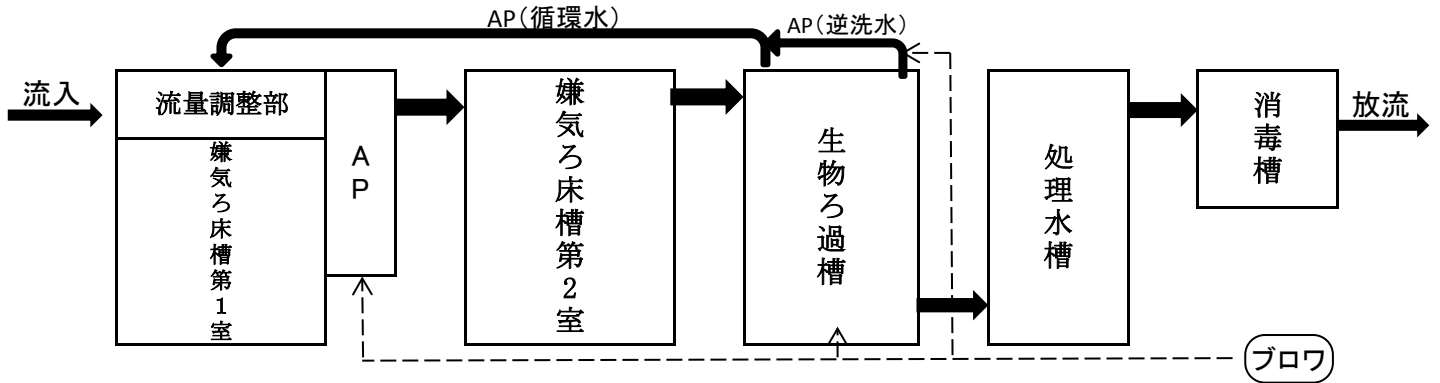 AP(循環水)
AP(逆洗水)
流入
流量調整部
嫌気ろ床槽第1室
AP
嫌気ろ床槽第2室
生物ろ過槽
処理水槽
消毒槽
放流
ブロワ